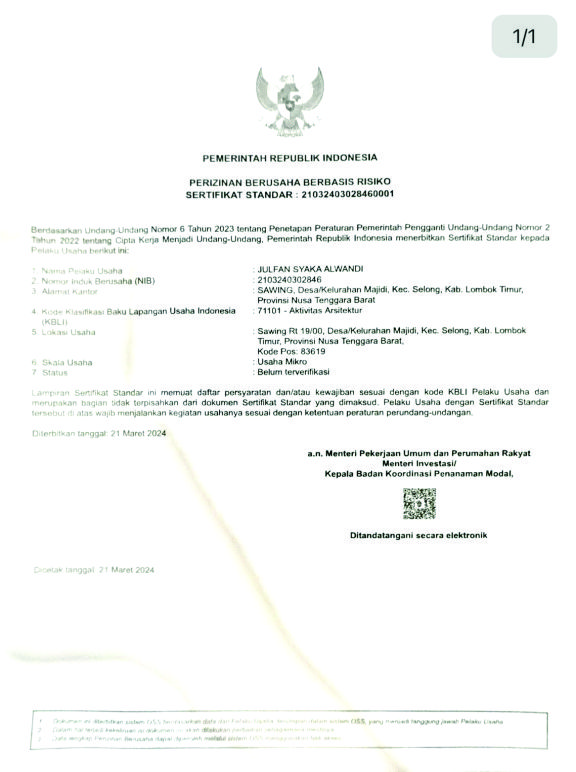 1/1
PEMERINTAH REPUBLIK INDONESIA
PERIZINAN BERUSAHA BERBASIS RISIKO
SERTIFIKAT STANDAR : 21032403028460001
Berdasarkan Undang-Undang Nomor 6 Tahun 2023 tentang Penetapan Peraturan Pemerintah Pengganti Undang-Undang Nomor 2
Tahun 2022 tentang Cipta Kerja Menjadi Undang-Undang, Pemerintah Republik Indonesia menerbitkan Sertifikat Standar kepada
Pelaku Usaha berikut ini:
1. Nama Pelaku Usaha : JULFAN SYAKA ALWANDI
2. Nomor Induk Berusaha (NIB) : 2103240302846
3. Alamat Kantor : SAWING, Desa/Kelurahan Majidi, Kec. Selong, Kab. Lombok Timur,
Provinsi Nusa Tenggara Barat
4. Kode Klasifikasi Baku Lapangan Usaha Indonesia : 71101 - Aktivitas Arsitektur
(KBLI)
5. Lokasi Usaha : Sawing Rt 19/00, Desa/Kelurahan Majidi, Kec. Selong, Kab. Lombok
Timur, Provinsi Nusa Tenggara Barat,
Kode Pos: 83619
6. Skala Usaha : Usaha Mikro
7. Status : Belum terverifikasi
Lampiran Sertifikat Standar ini memuat daftar persyaratan dan/atau kewajiban sesuai dengan kode KBLI Pelaku Usaha dan
merupakan bagian tidak terpisahkan dari dokumen Sertifikat Standar yang dimaksud. Pelaku Usaha dengan Sertifikat Standar
tersebut di atas wajib menjalankan kegiatan usahanya sesuai dengan ketentuan peraturan perundang-undangan.
Diterbitkan tanggal: 21 Maret 2024
a.n. Menteri Pekerjaan Umum dan Perumahan Rakyat
Menteri Investasi/
Kepala Badan Koordinasi Penanaman Modal,
Ditandatangani secara elektronik
Dicetak tanggal: 21 Maret 2024
1. Dokumen ini diterbitkan sistem OSS berdasarkan data dari Pelaku Usaha, tersimpan dalam sistem OSS, yang menjadi tanggung jawab Pelaku Usaha.
2. Dalam hal terjadi kekeliruan isi dokumen ini akan dilakukan perbaikan
3. Data lengkap Perizinan Berusaha dapat diperoleh melalui sistem OSS